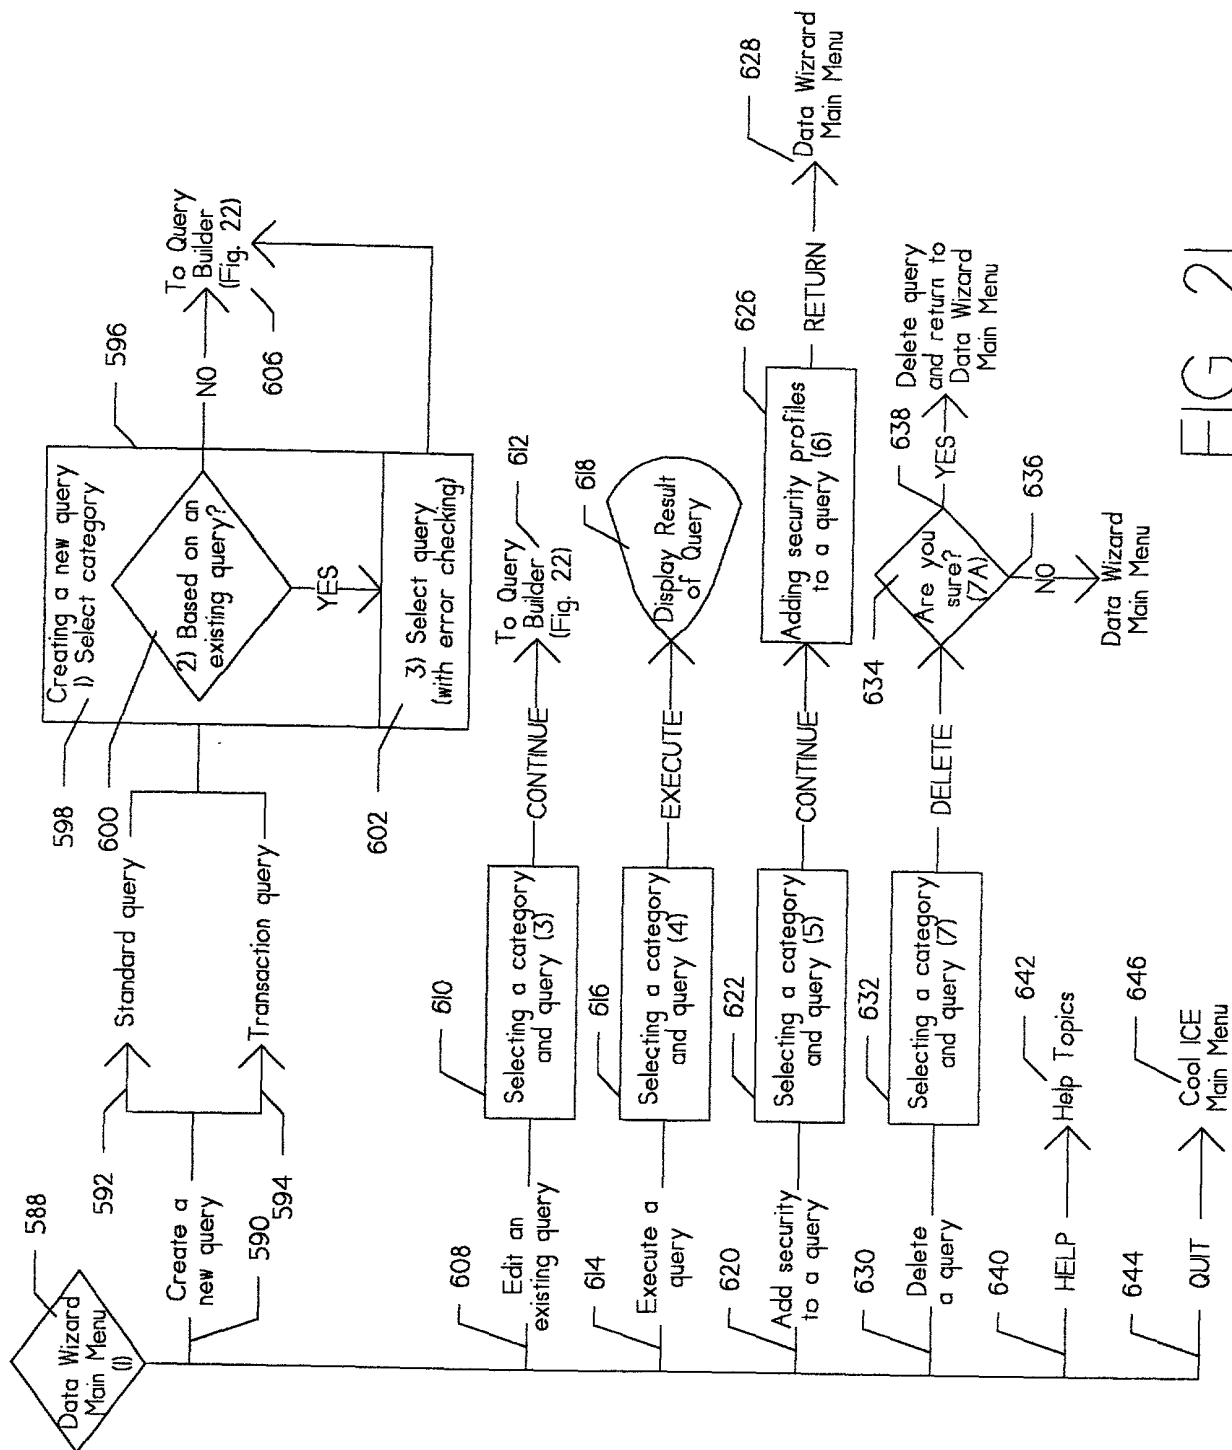 588
Data Wizard
Main Menu
(1)
Create a
new query
590
592
594
Standard query
Transaction query
598
600
602
Creating a new query
1) Select category
2) Based on an
existing query?
YES
3) Select query
(with error checking)
596
NO
To Query
Builder
(Fig. 22)
606
608
Edit an
existing query
610
Selecting a category
and query (3)
CONTINUE
To Query
Builder
(Fig. 22)
612
614
Execute a
query
616
Selecting a category
and query (4)
EXECUTE
Display Result
of Query
618
620
Add security
to a query
622
Selecting a category
and query (5)
CONTINUE
Adding security profiles
to a query (6)
626
RETURN
628
Data Wizrard
Main Menu
630
Delete
a query
632
Selecting a category
and query (7)
DELETE
634
Are you
sure?
(7A)
638
YES
Delete query
and return to
Data Wizard
Main Menu
NO
636
Data Wizard
Main Menu
640
HELP
642
Help Topics
644
QUIT
646
Cool ICE
Main Menu
FIG. 21